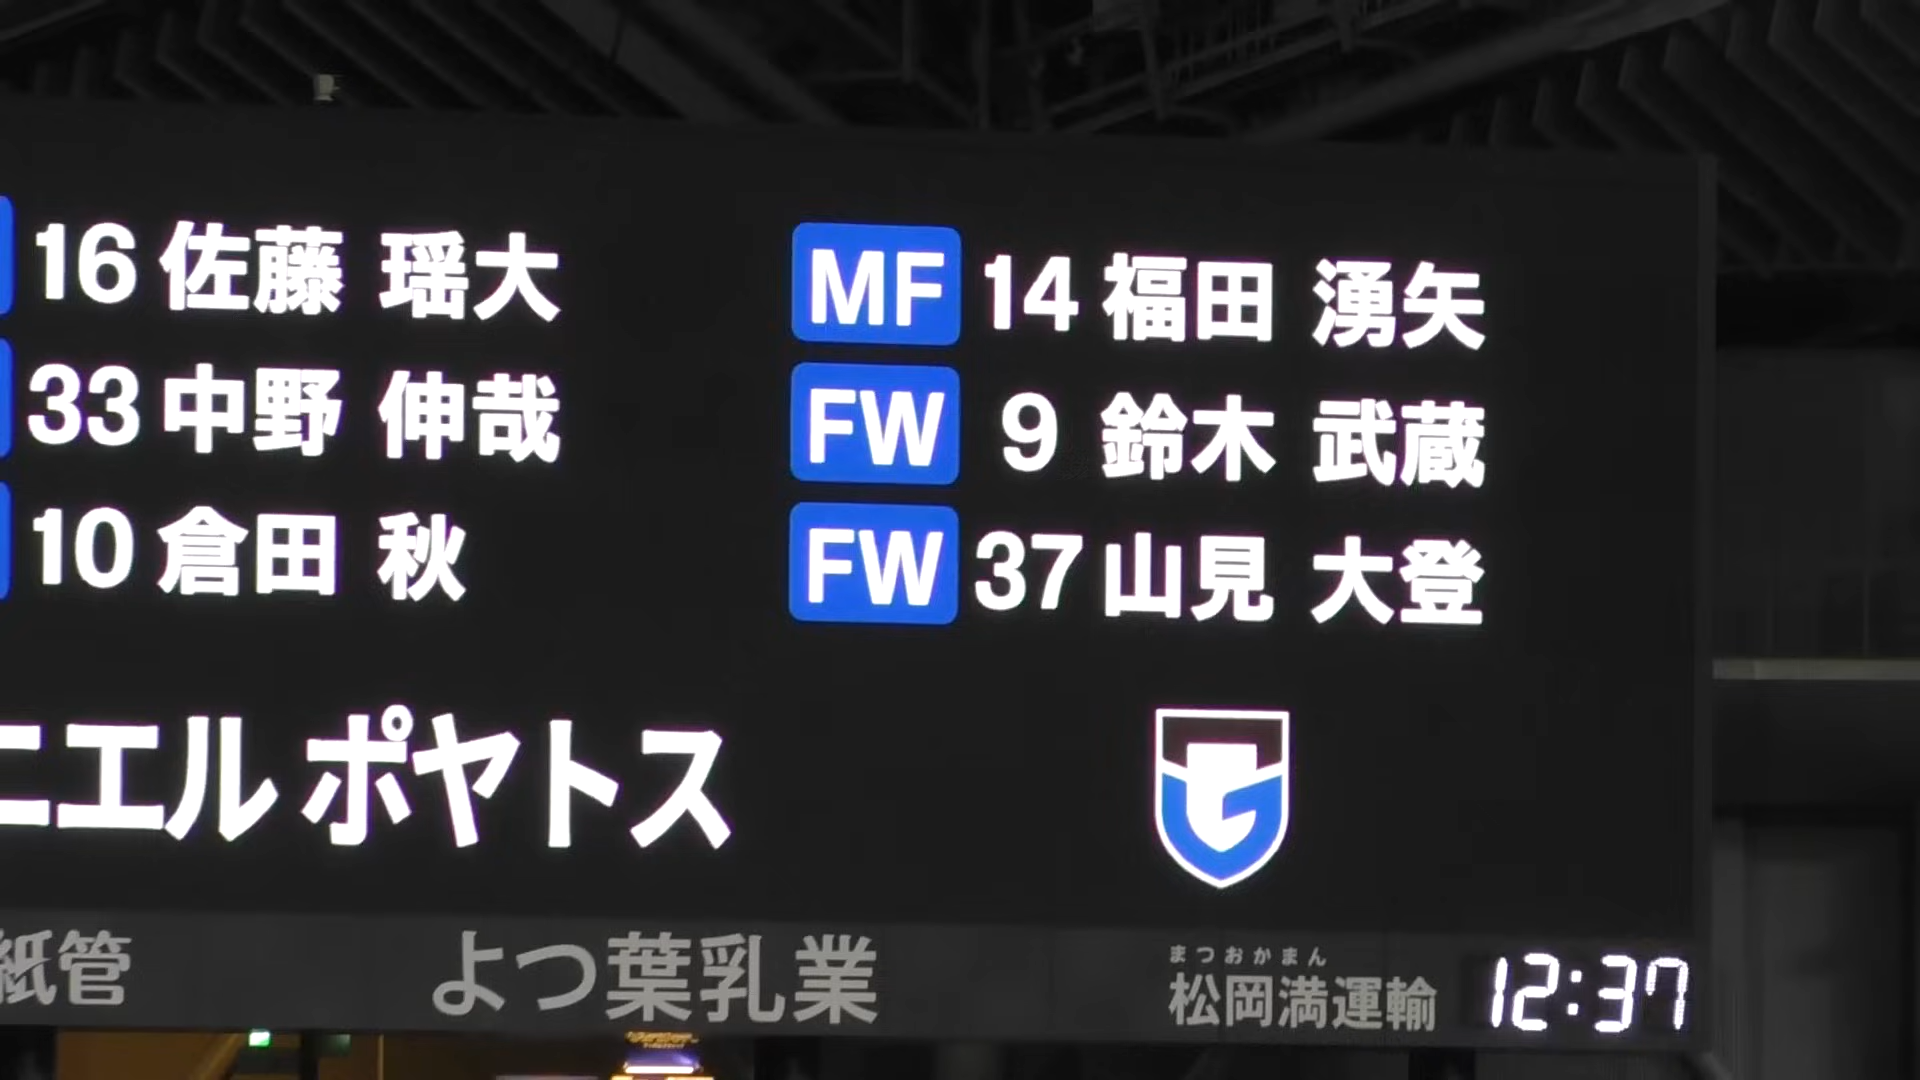 16 佐藤 瑶大
33 中野 伸哉
10 倉田 秋
MF 14 福田 湧矢
FW 9 鈴木 武蔵
FW 37 山見 大登
ニエル ポヤトス
紙管
よつ葉乳業
まつおかまん
松岡満運輸
12:37